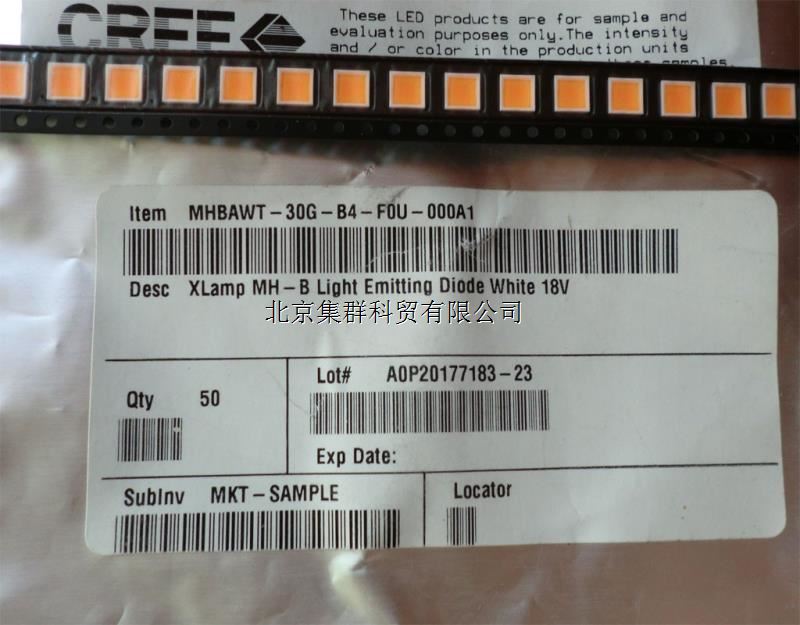 CREE
These LED products are for sample and
evaluation purposes only.The intensity
and / or color in the production units
these samples.
Item MHBAWT-30G-B4-F0U-000A1
Desc XLamp MH-B Light Emitting Diode White 18V
北京集群科贸有限公司
Qty 50
Lot# A0P20177183-23
Exp Date:
SubInv MKT-SAMPLE
Locator